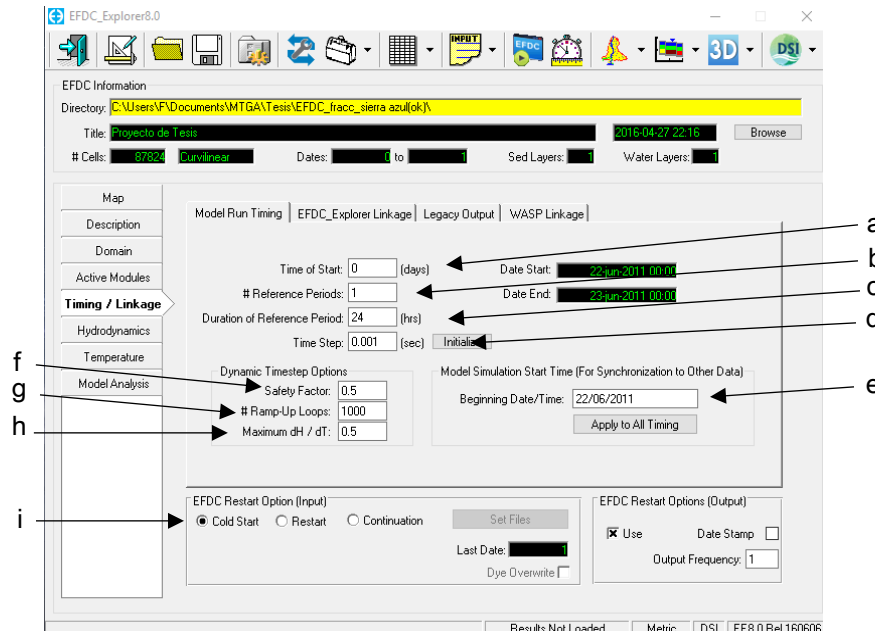 EFDC_Explorer8.0
INPUT EFDC 3D DSI
EFDC Information
Directory: C:\Users\F\Documents\MTGA\Tesis\EFDC_fracc_sierra azul(ok)\
Title: Proyecto de Tesis 2016-04-27 22:16 Browse
# Cells: 87824 Curvilinear Dates: 0 to 1 Sed Layers: 1 Water Layers: 1
Map
Description
Domain
Active Modules
Timing / Linkage
Hydrodynamics
Temperature
Model Analysis
Model Run Timing EFDC_Explorer Linkage Legacy Output WASP Linkage
Time of Start: 0 (days) Date Start: 22-jun-2011 00:00 a
# Reference Periods: 1 Date End: 23-jun-2011 00:00
Duration of Reference Period: 24 (hrs)
Time Step: 0.001 (sec)
Dynamic Timestep Options
f Safety Factor: 0.5
g # Ramp-Up Loops: 1000
h Maximum dH / dT: 0.5
Model Simulation Start Time (For Synchronization to Other Data)
Beginning Date/Time: 22/06/2011 e
Apply to All Timing
EFDC Restart Option (Input)
i Cold Start Restart Continuation Set Files
Last Date: 1
Dye Overwrite
EFDC Restart Options (Output)
Use Date Stamp
Output Frequency: 1
Results Not Loaded Metric DSI EE8.0 Rel 160606